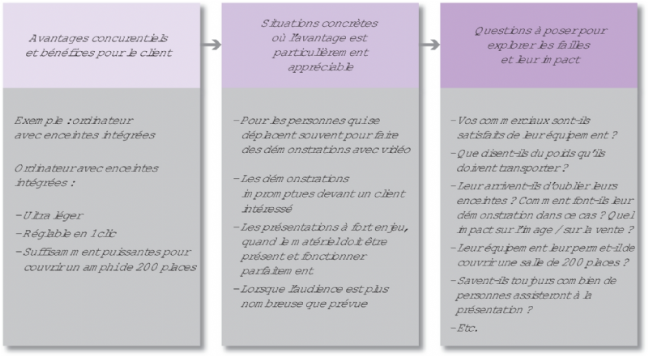 Avantages concurentiels
et bénéfices pour le client
Exemple : ordinateur
avec enceintes intégrées
Ordinateur avec enceintes
intégrées :
- Ultra léger
- Réglable en 1 clic
- Suffisamment puissantes pour
couvrir un amphi de 200 places
Situations concrètes
où l'avantage est
particulièrement
appréciable
- Pour les personnes qui se
déplacent souvent pour faire
des démonstrations avec vidéo
- Les démonstrations
impromptues devant un client
intéressé
- Les présentations à fort enjeu,
quand le matériel doit être
présent et fonctionner
parfaitement
- Lorsque l'audience est plus
nombreuse que prévue
Questions à poser pour
explorer les failles
et leur impact
- Vos commerciaux sont-ils
satisfaits de leur équipement ?
- Que disent-ils du poids qu'ils
doivent transporter ?
- Leur arrivent-ils d'oublier leurs
enceintes ? Comment font-ils leur
démonstration dans ce cas ? Quel
impact sur l'image / sur la vente ?
- Leur équipement leur permet-il de
couvrir une salle de 200 places ?
- Savent-ils toujours combien de
personnes assisteront à la
présentation ?
- Etc.